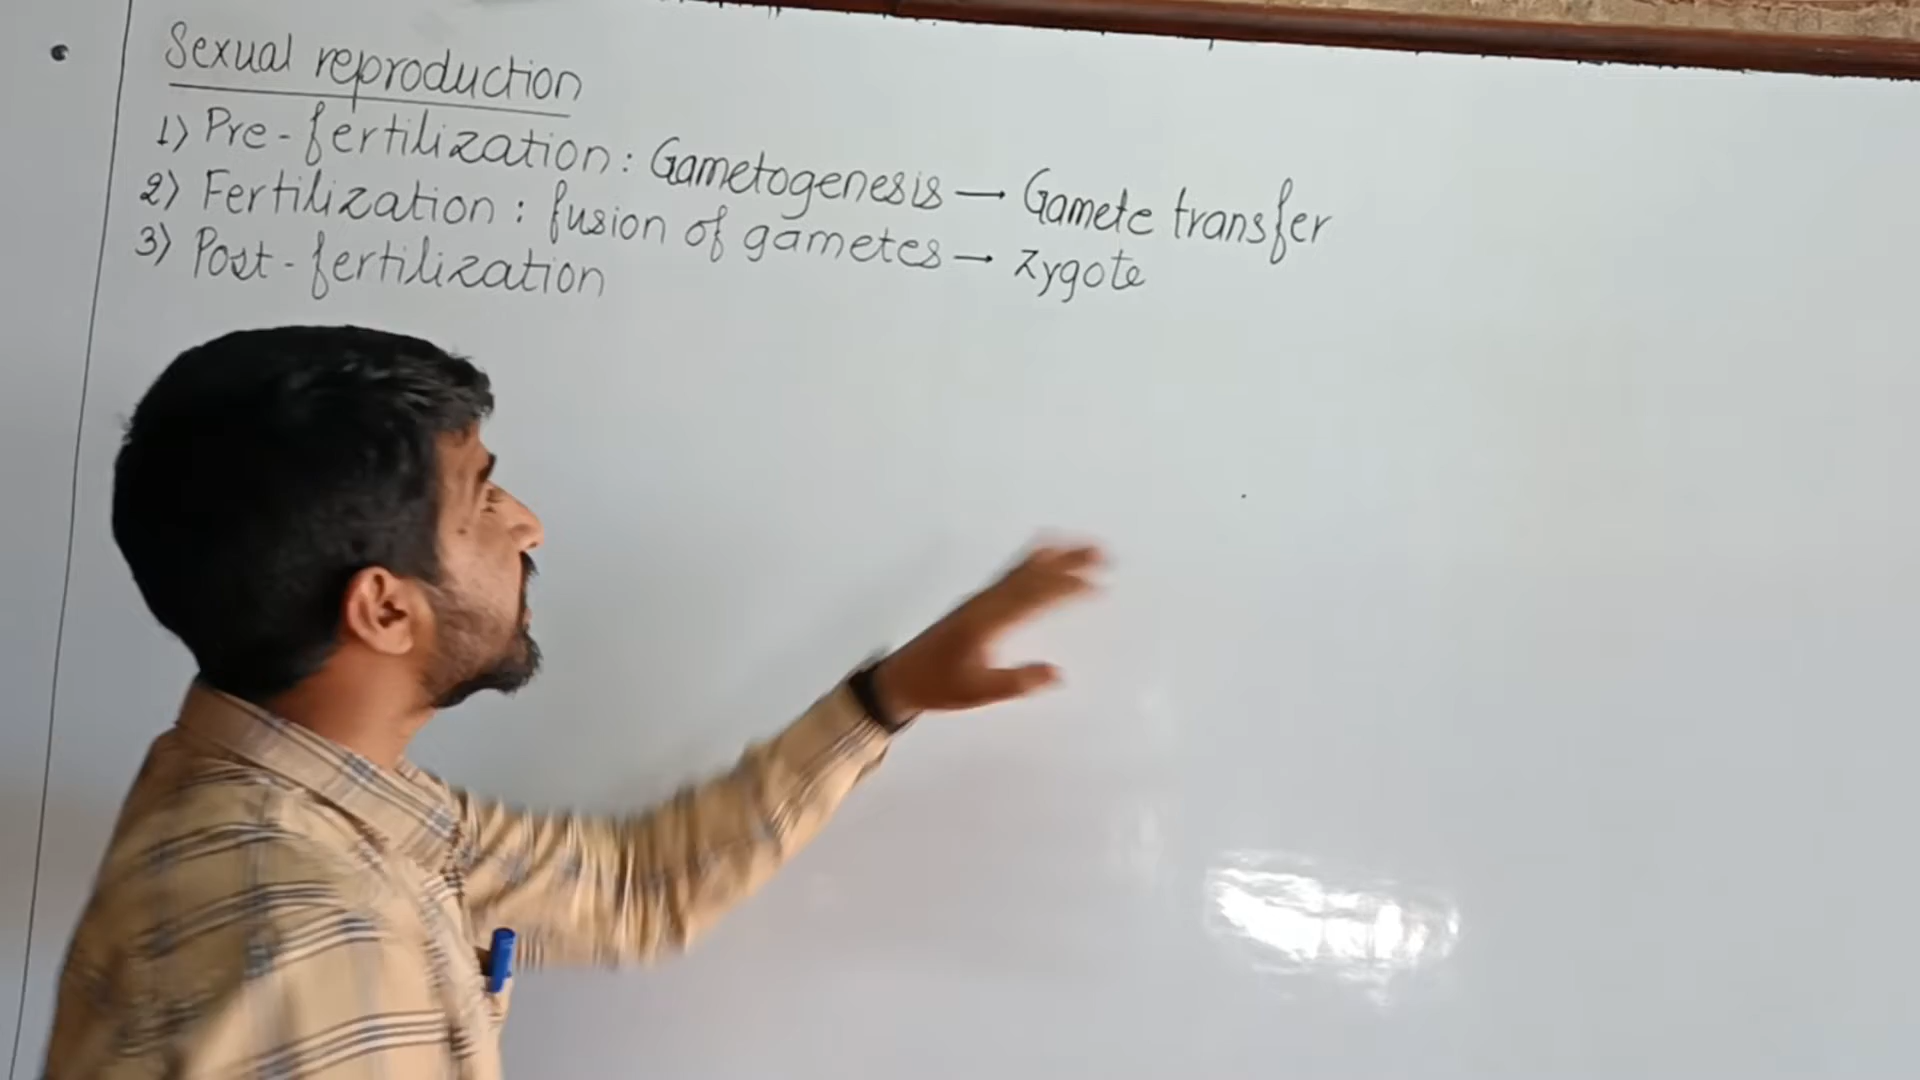 Sexual reproduction
1) Pre-fertilization : Gametogenesis → Gamete transfer
2) Fertilization : fusion of gametes → zygote
3) Post-fertilization